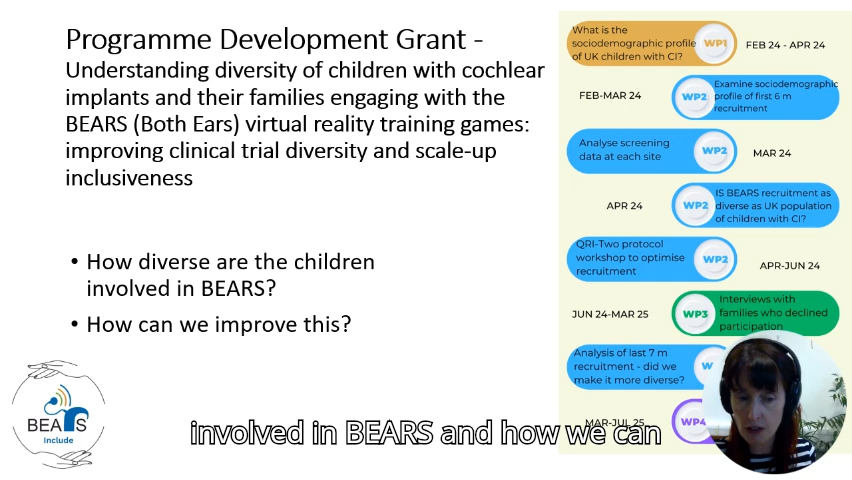 Programme Development Grant -
Understanding diversity of children with cochlear
implants and their families engaging with the
BEARS (Both Ears) virtual reality training games:
improving clinical trial diversity and scale-up
inclusiveness
• How diverse are the children
involved in BEARS?
• How can we improve this?
BEARS
Include
What is the
sociodemographic profile
of UK children with CI?
WP1
FEB 24 - APR 24
FEB-MAR 24
WP2
Examine sociodemographic
profile of first 6 m
recruitment
Analyse screening
data at each site
WP2
MAR 24
APR 24
WP2
IS BEARS recruitment as
diverse as UK population
of children with CI?
QRI-Two protocol
workshop to optimise
recruitment
WP2
APR-JUN 24
JUN 24-MAR 25
WP3
Interviews with
families who declined
participation
Analysis of last 7 m
recruitment - did we
make it more diverse?
MAR-JUL 25
WP4
involved in BEARS and how we can